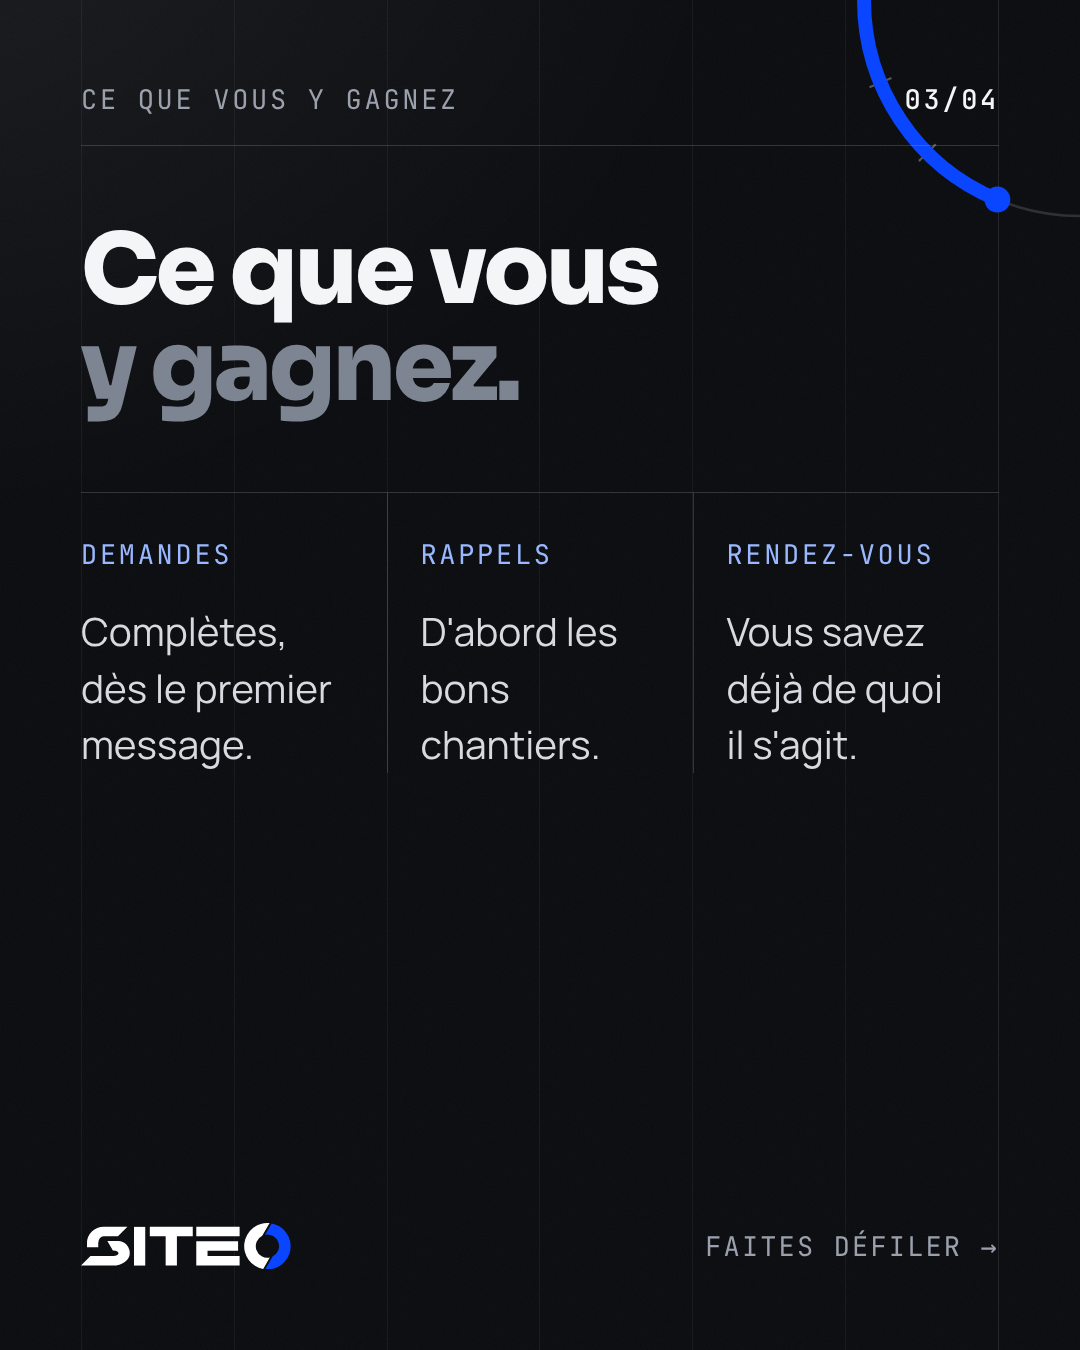 CE QUE VOUS Y GAGNEZ
03/04
Ce que vous
y gagnez.
DEMANDES
Complètes,
dès le premier
message.
RAPPELS
D'abord les
bons
chantiers.
RENDEZ-VOUS
Vous savez
déjà de quoi
il s'agit.
SITEO
FAITES DÉFILER →